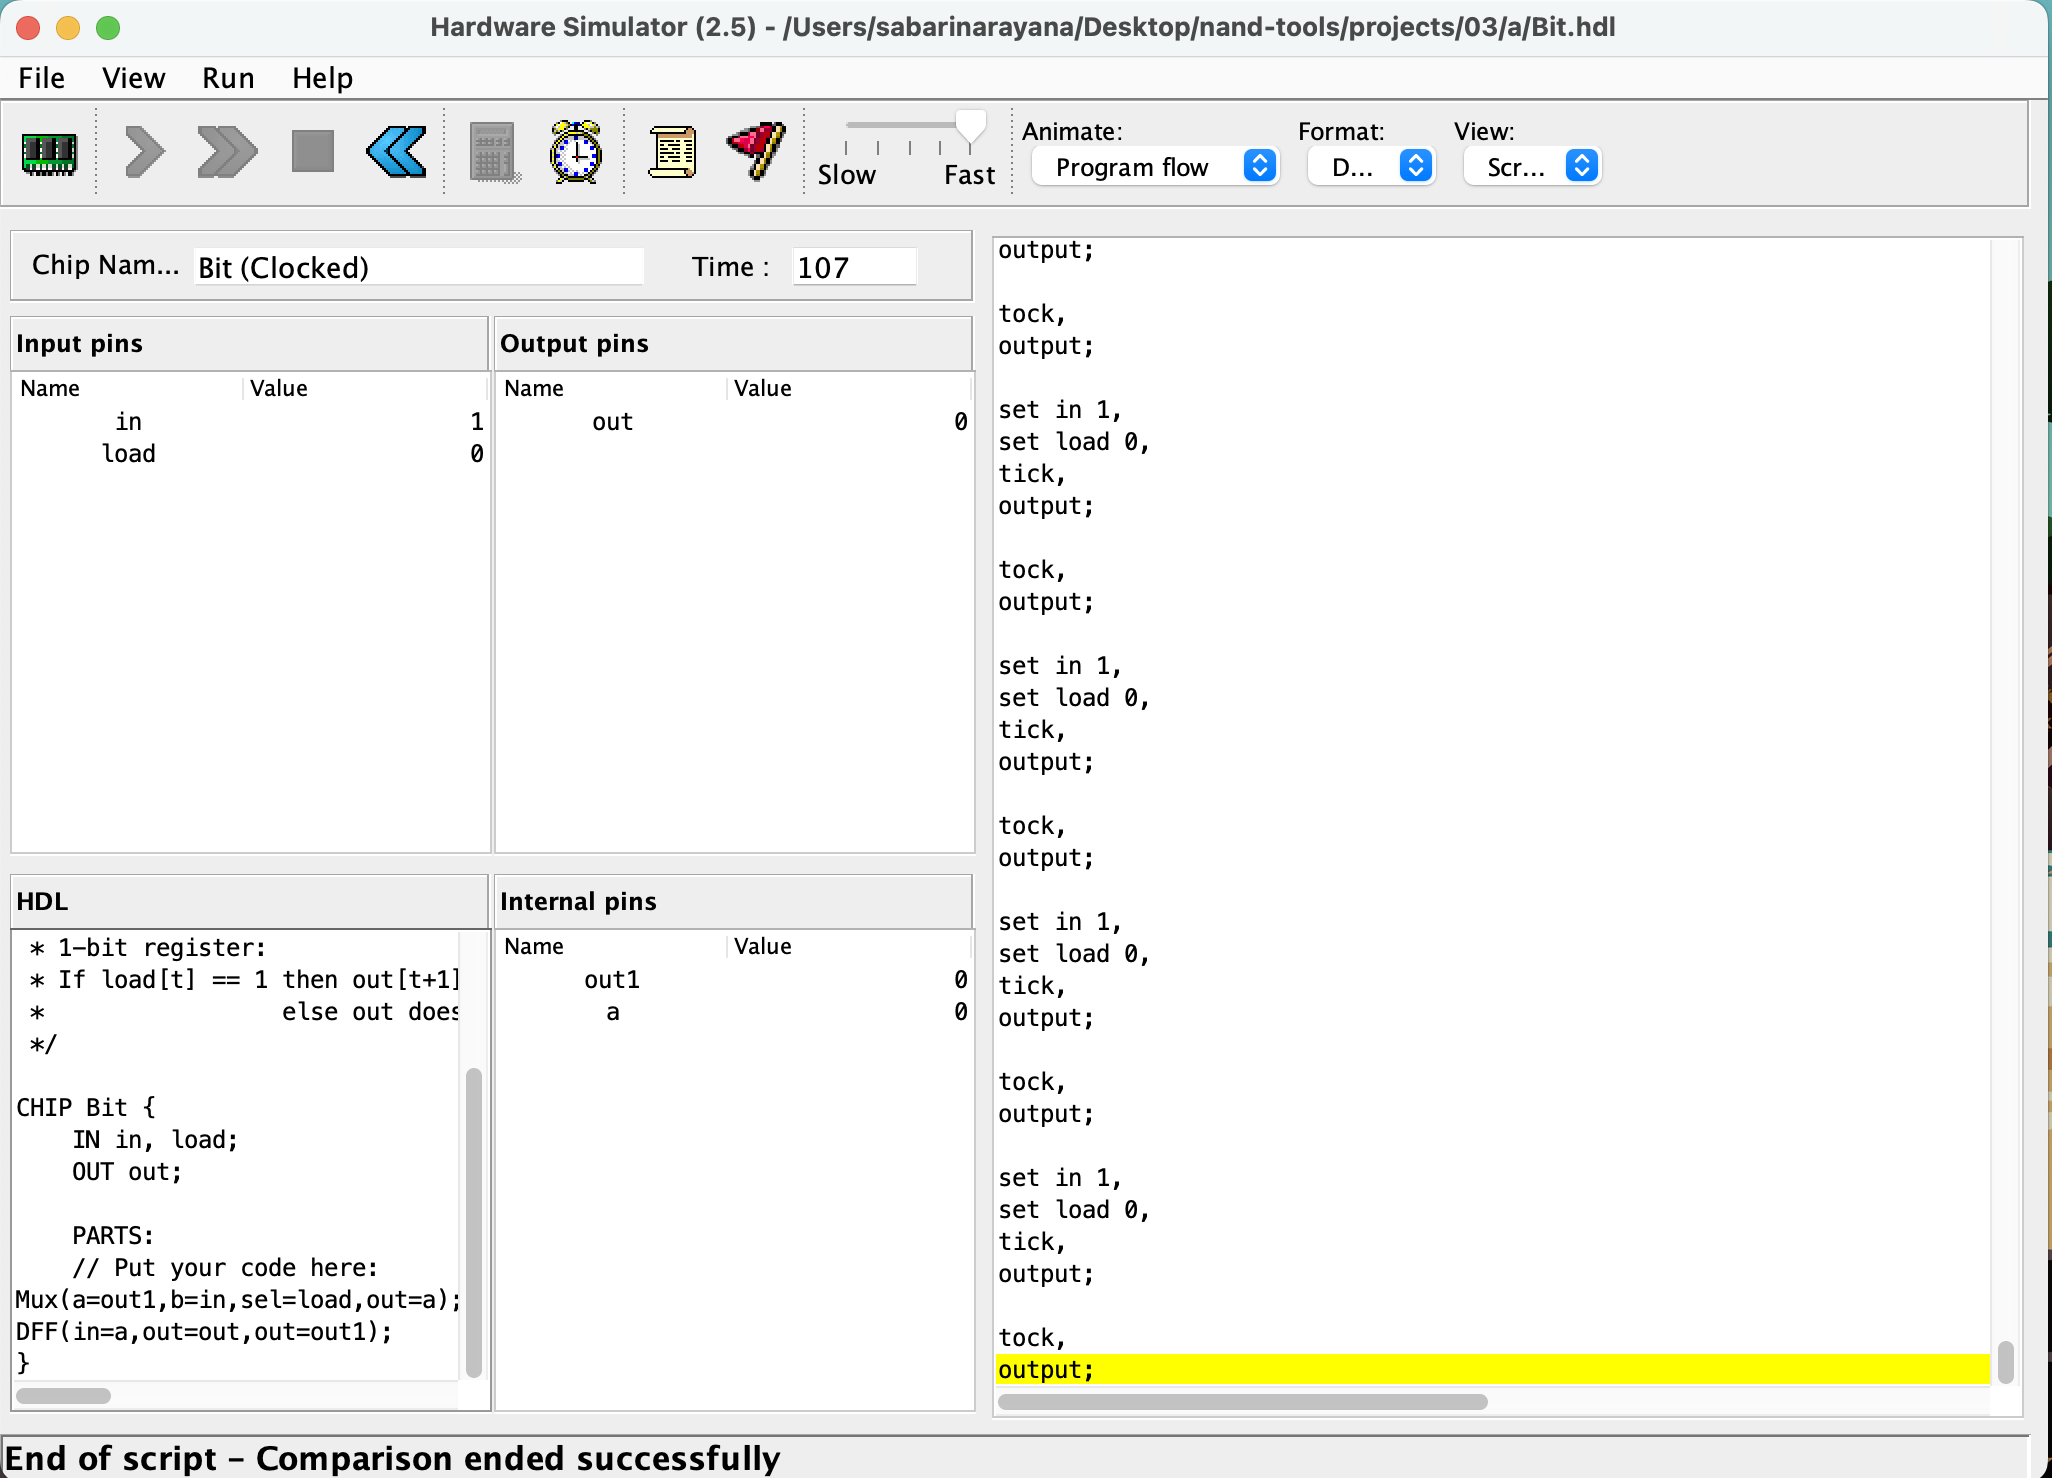 Hardware Simulator (2.5) - /Users/sabarinarayana/Desktop/nand-tools/projects/03/a/Bit.hdl
File View Run Help
Slow Fast
Animate:
Program flow
Format:
D...
View:
Scr...
Chip Nam... Bit (Clocked) Time : 107
Input pins
Name Value
in 1
load 0
Output pins
Name Value
out 0
HDL
* 1-bit register:
* If load[t] == 1 then out[t+1]
* else out does
*/
CHIP Bit {
IN in, load;
OUT out;
PARTS:
// Put your code here:
Mux(a=out1,b=in,sel=load,out=a);
DFF(in=a,out=out,out=out1);
}
Internal pins
Name Value
out1 0
a 0
output;
tock,
output;
set in 1,
set load 0,
tick,
output;
tock,
output;
set in 1,
set load 0,
tick,
output;
tock,
output;
set in 1,
set load 0,
tick,
output;
tock,
output;
set in 1,
set load 0,
tick,
output;
tock,
output;
End of script - Comparison ended successfully